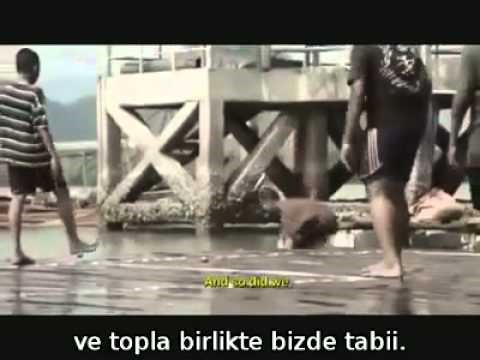 And so did we
ve topla birlikte bizde tabii.